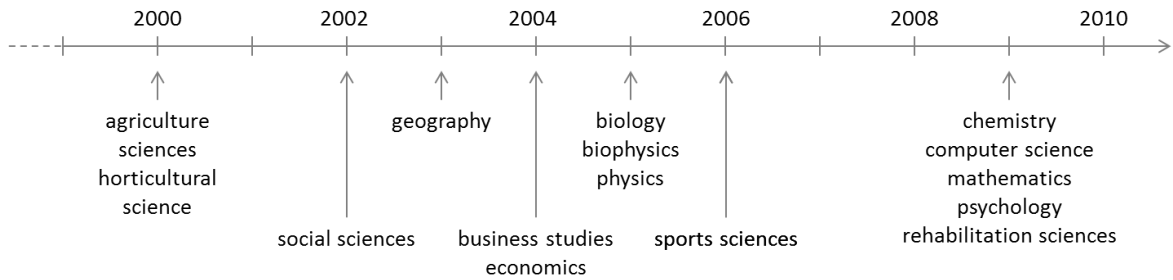 2000 2002 2004 2006 2008 2010
agriculture
sciences
horticultural
science
social sciences
geography
business studies
economics
biology
biophysics
physics
sports sciences
chemistry
computer science
mathematics
psychology
rehabilitation sciences